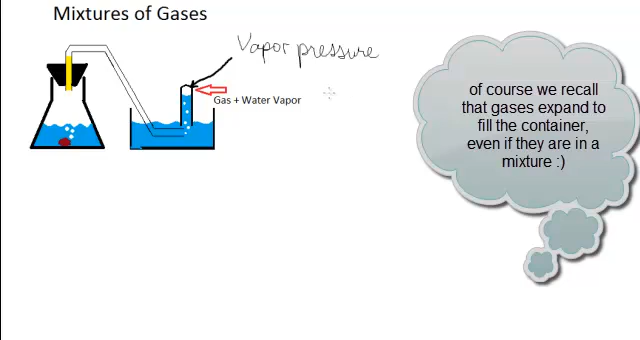 Mixtures of Gases
Vapor pressure
Gas + Water Vapor
of course we recall
that gases expand to
fill the container,
even if they are in a
mixture :)